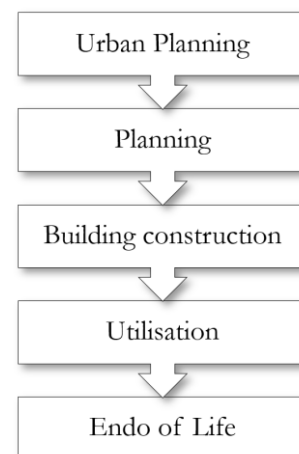 Urban Planning
Planning
Building construction
Utilisation
Endo of Life